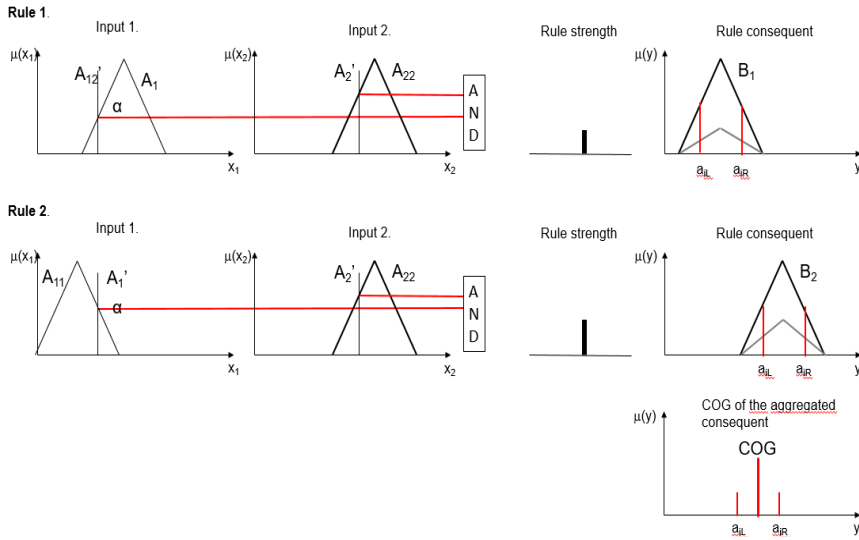 Rule 1.
Input 1.
Input 2.
Rule strength
Rule consequent
μ(x1)
A12'
A1
α
x1
μ(x2)
A2'
A22
x2
A
N
D
μ(y)
B1
aiL
aiR
y
Rule 2.
Input 1.
Input 2.
Rule strength
Rule consequent
μ(x1)
A11
A1'
α
x1
μ(x2)
A2'
A22
x2
A
N
D
μ(y)
B2
aiL
aiR
y
COG of the aggregated
consequent
μ(y)
COG
aiL
aiR
y